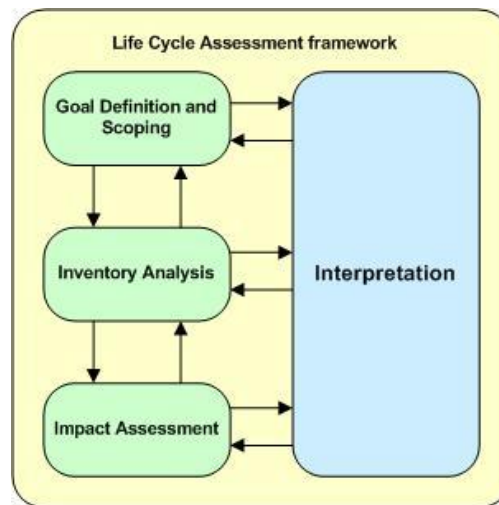 Life Cycle Assessment framework
Goal Definition and
Scoping
Inventory Analysis
Interpretation
Impact Assessment